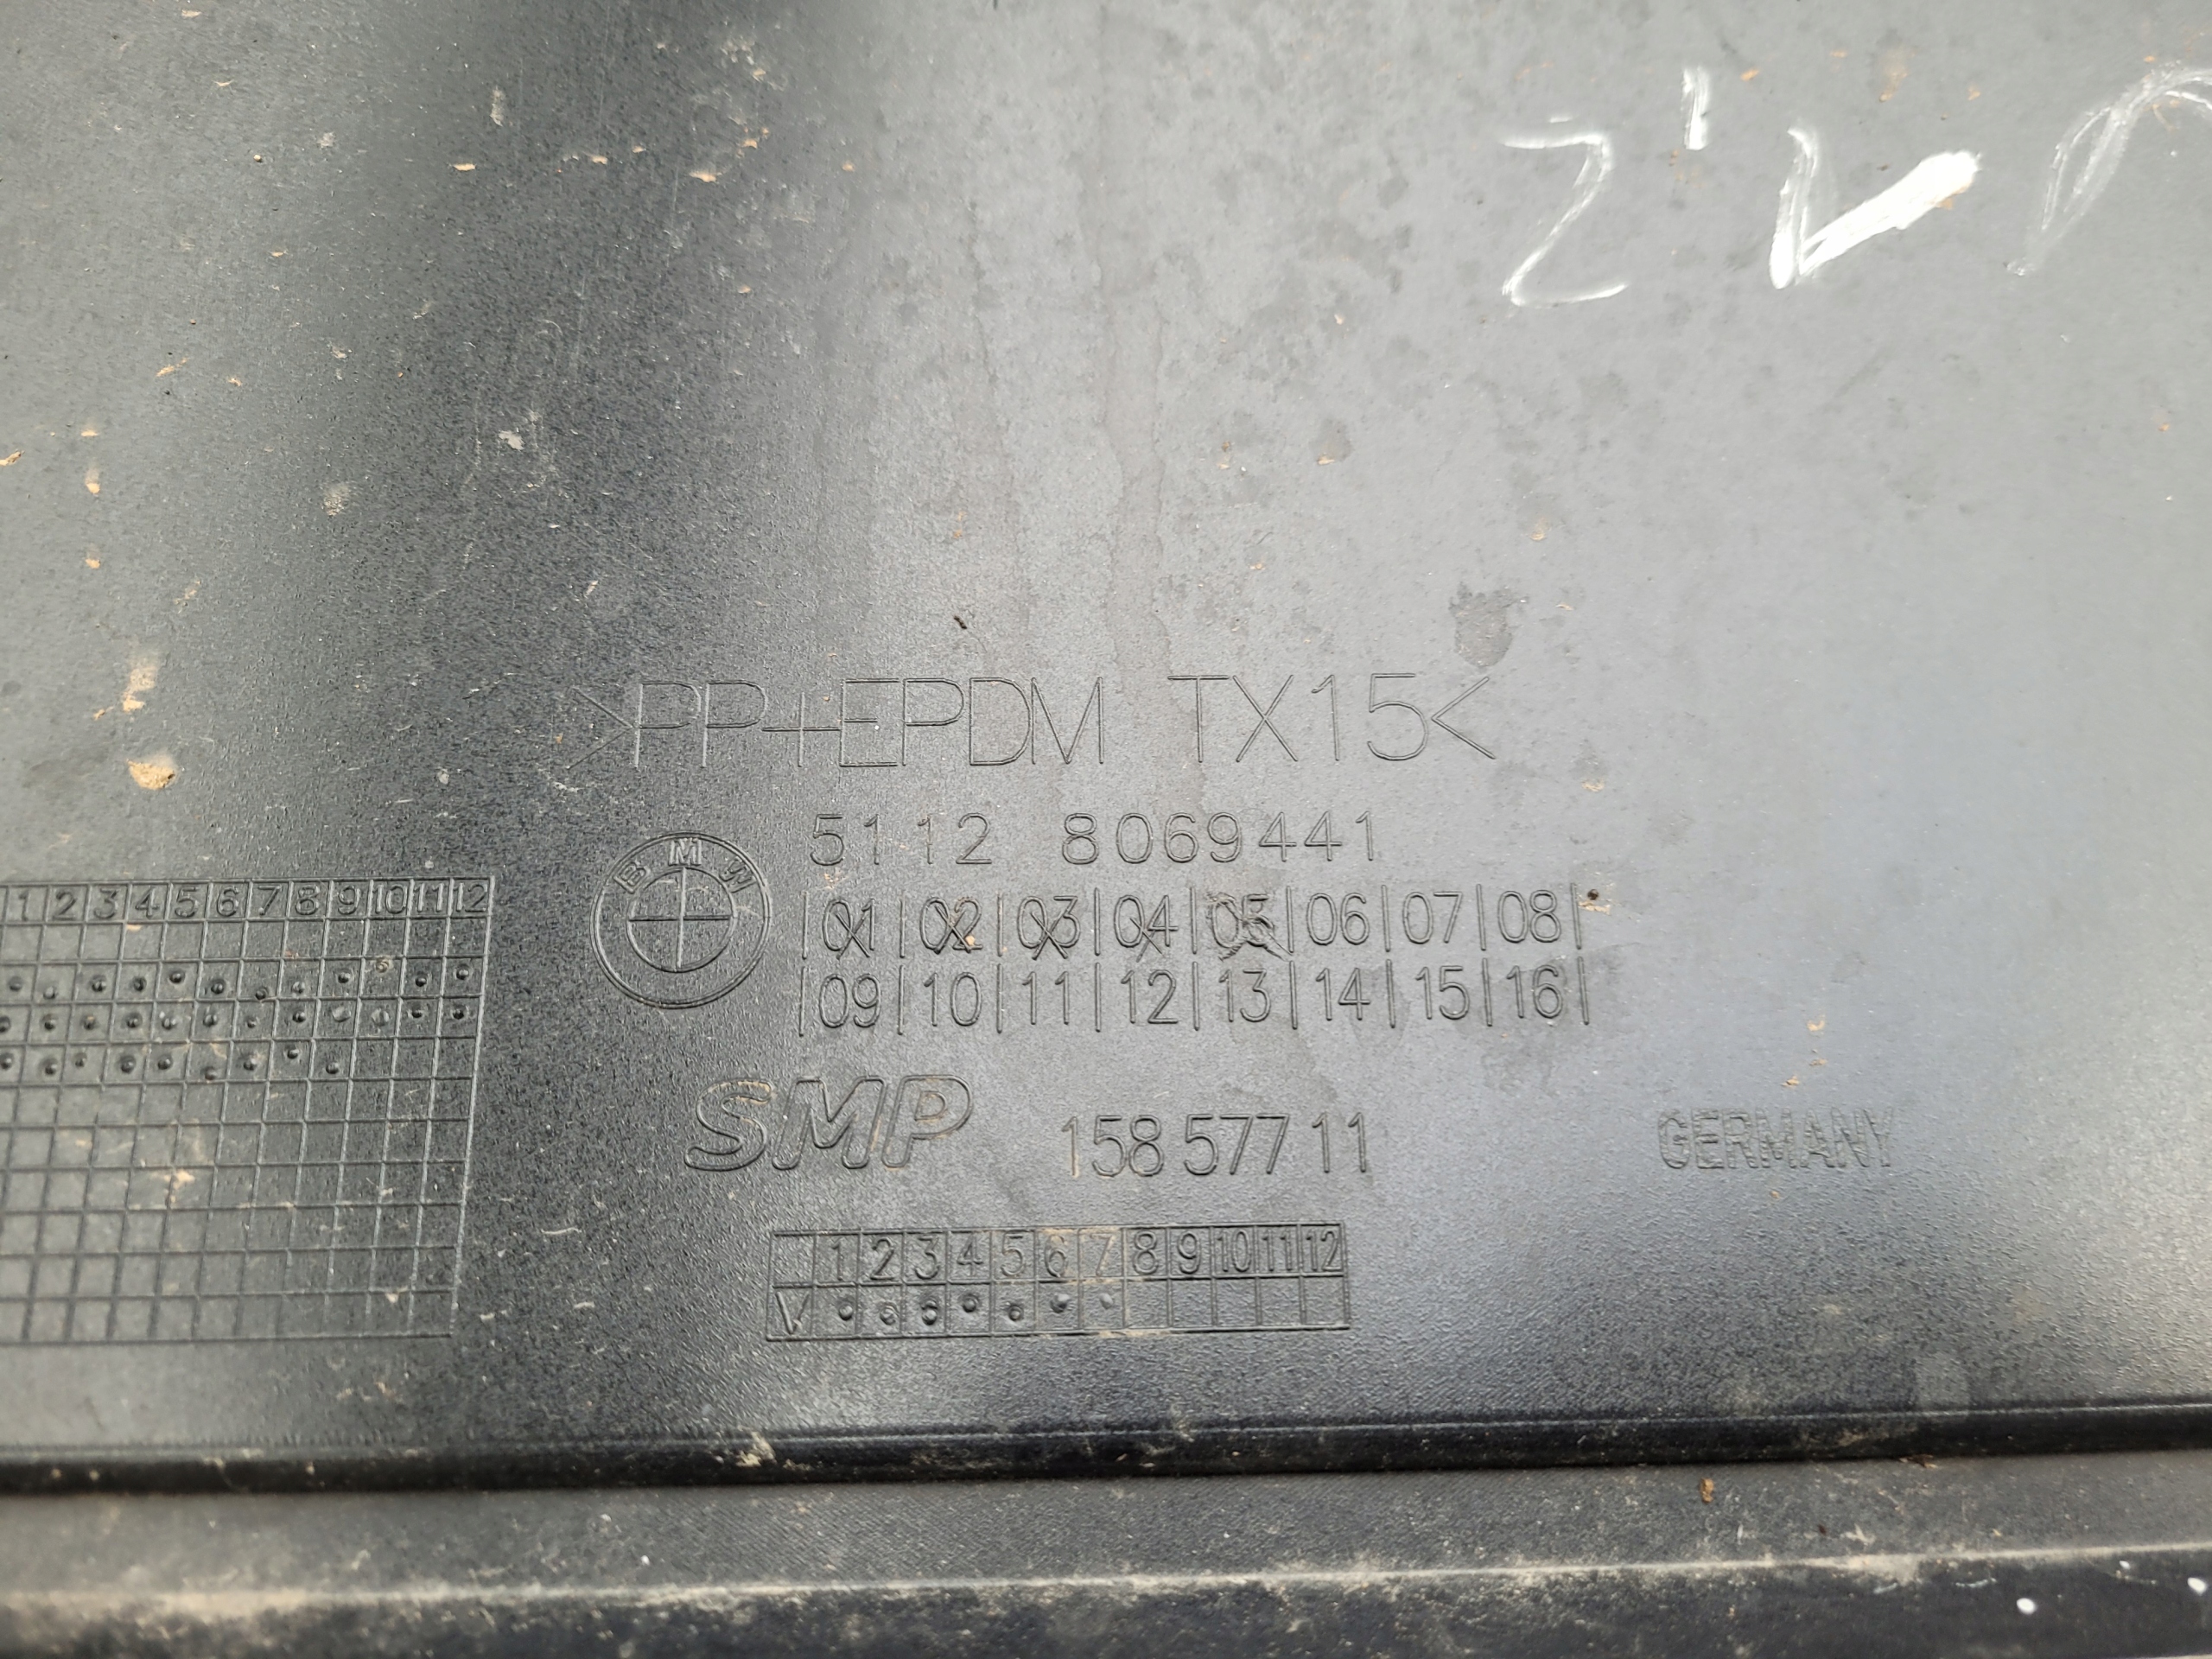 >PP+EPDM TX15<
5112 8069441
BMW
|01|02|03|04|05|06|07|08|
|09|10|11|12|13|14|15|16|
1 2 3 4 5 6 7 8 9 10 11 12
SMP 158 577 11
GERMANY
1 2 3 4 5 6 7 8 9 10 11 12
V